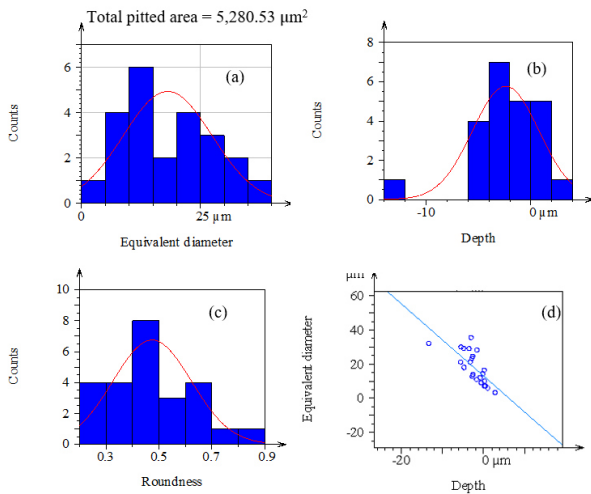 Total pitted area = 5,280.53 μm²
(a)
Counts
6
4
2
0
0
25 μm
Equivalent diameter
(b)
Counts
8
6
4
2
0
-10
0 μm
Depth
(c)
Counts
10
8
6
4
2
0
0.3
0.5
0.7
0.9
Roundness
μm
(d)
Equivalent diameter
60
40
20
0
-20
-20
0 μm
Depth